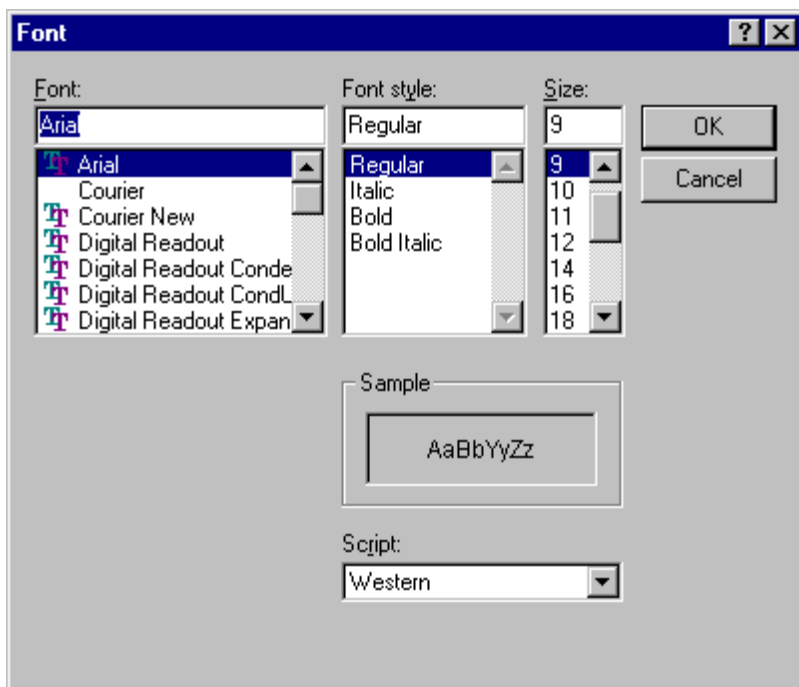 Font
Font:
Arial
Arial
Courier
Courier New
Digital Readout
Digital Readout Conde
Digital Readout CondL
Digital Readout Expan
Font style:
Regular
Regular
Italic
Bold
Bold Italic
Size:
9
9
10
11
12
14
16
18
OK
Cancel
Sample
AaBbYyZz
Script:
Western